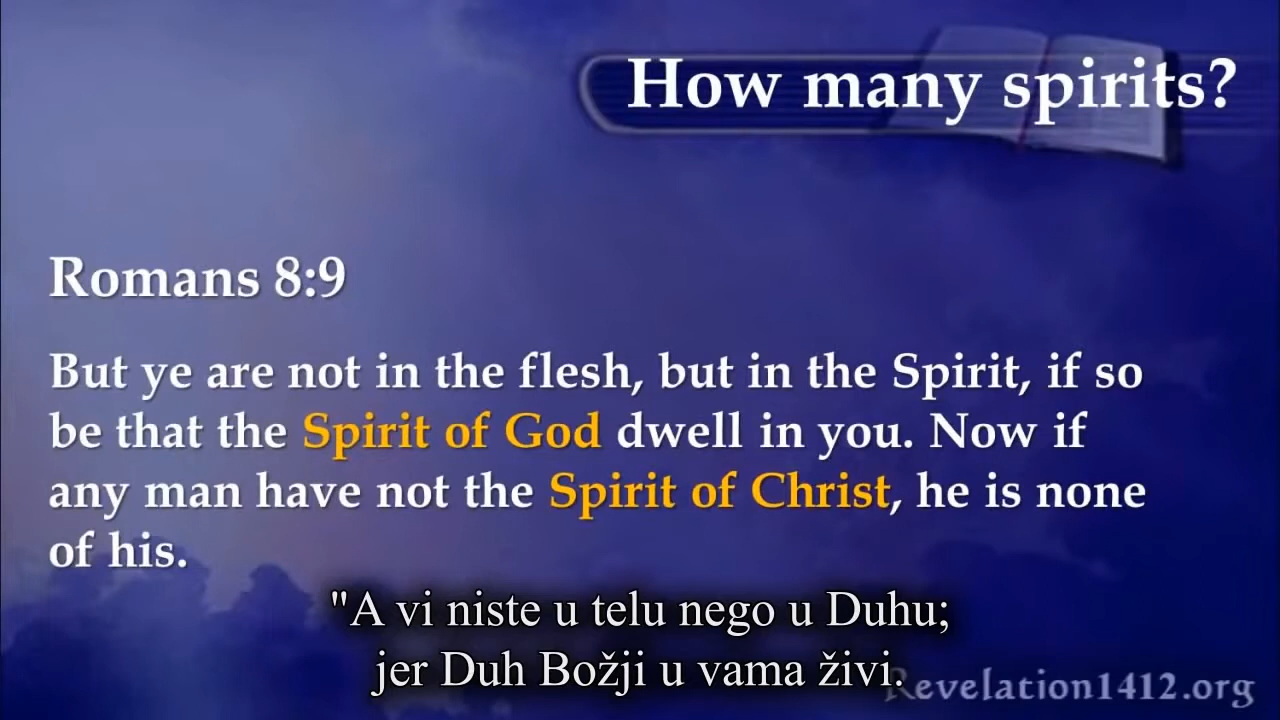 How many spirits?
Romans 8:9
But ye are not in the flesh, but in the Spirit, if so
be that the Spirit of God dwell in you. Now if
any man have not the Spirit of Christ, he is none
of his.
"A vi niste u telu nego u Duhu;
jer Duh Božji u vama živi.
Revelation1412.org